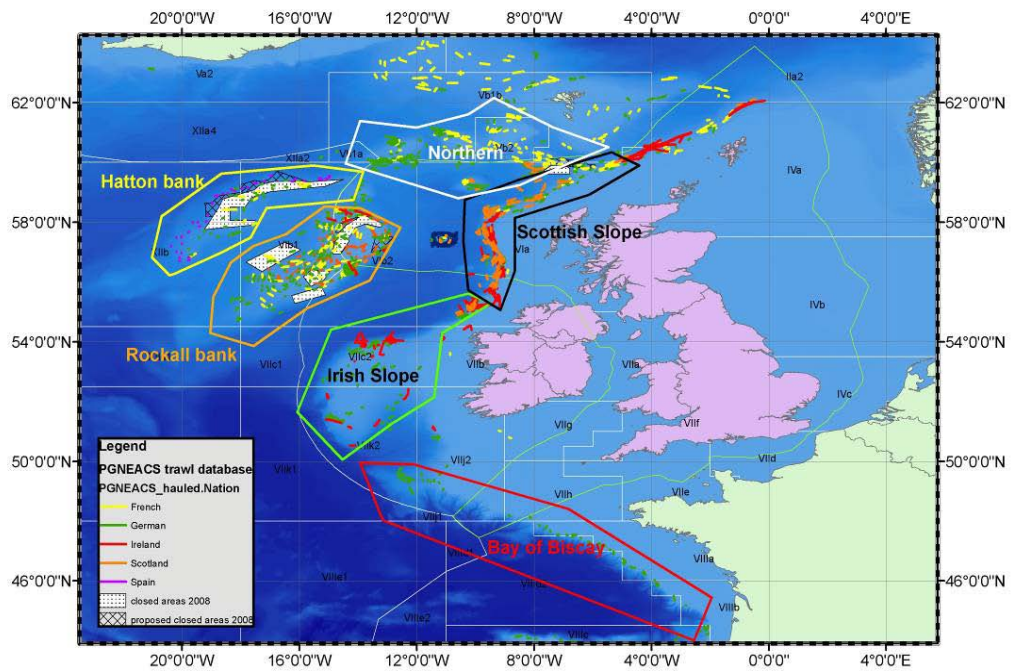 20°0'0"W 16°0'0"W 12°0'0"W 8°0'0"W 4°0'0"W 0°0'0" 4°0'0"E
Va2
IIa2
62°0'0"N Vb1b 62°0'0"N
XIIa4
XIIa2
Vb1a
Vb2
Northern
IVa
Hatton bank
58°0'0"N 58°0'0"N
Scottish Slope
VIa
XIIb
VIb1
VIb2
IVb
54°0'0"N 54°0'0"N
Rockall bank
VIIc1
VIIc2
VIIb
VIIa
Irish Slope
IVc
VIIg
VIIf
Legend
PGNEACS trawl database
PGNEACS_hauled.Nation
French
German
Ireland
Scotland
Spain
closed areas 2008
proposed closed areas 2008
VIIk2
50°0'0"N 50°0'0"N
VIIj2
VIId
VIIk1
VIIh
VIIe
VIIj1
Bay of Biscay
VIIIa
46°0'0"N 46°0'0"N
VIIIe1
VIIIb
VIIIe2
VIIIc
20°0'0"W 16°0'0"W 12°0'0"W 8°0'0"W 4°0'0"W 0°0'0" 4°0'0"E